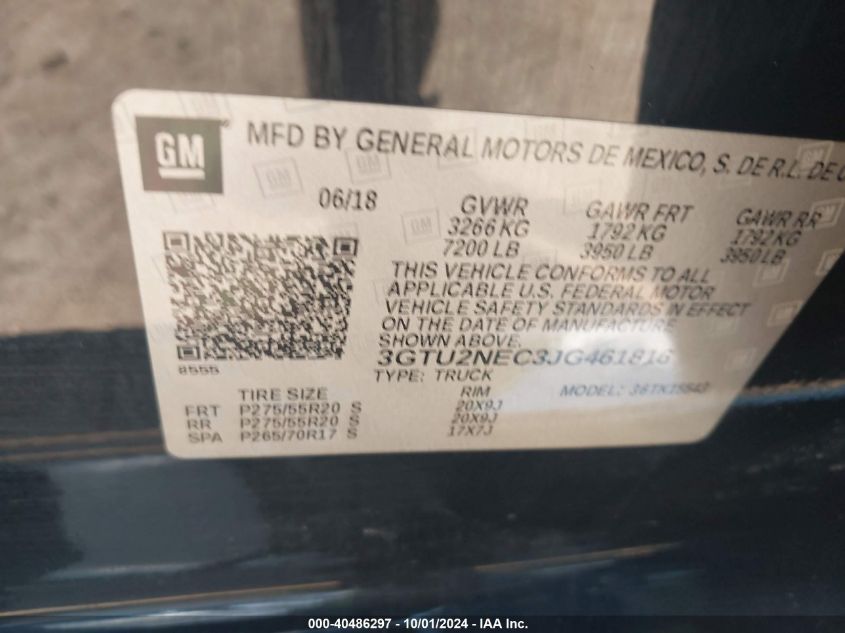 GM
MFD BY GENERAL MOTORS DE MEXICO, S. DE R.L. DE
06/18
GVWR GAWR FRT GAWR RR
3266 KG 1792 KG 1792 KG
7200 LB 3950 LB 3950 LB
THIS VEHICLE CONFORMS TO ALL
APPLICABLE U.S. FEDERAL MOTOR
VEHICLE SAFETY STANDARDS IN EFFECT
ON THE DATE OF MANUFACTURE
SHOWN ABOVE.
3GTU2NEC3JG461816
8555
TYPE: TRUCK MODEL:
TIRE SIZE RIM
FRT P275/55R20 S 20X9J
RR P275/55R20 S 20X9J
SPA P265/70R17 S 17X7J
000-40486297 - 10/01/2024 - IAA Inc.